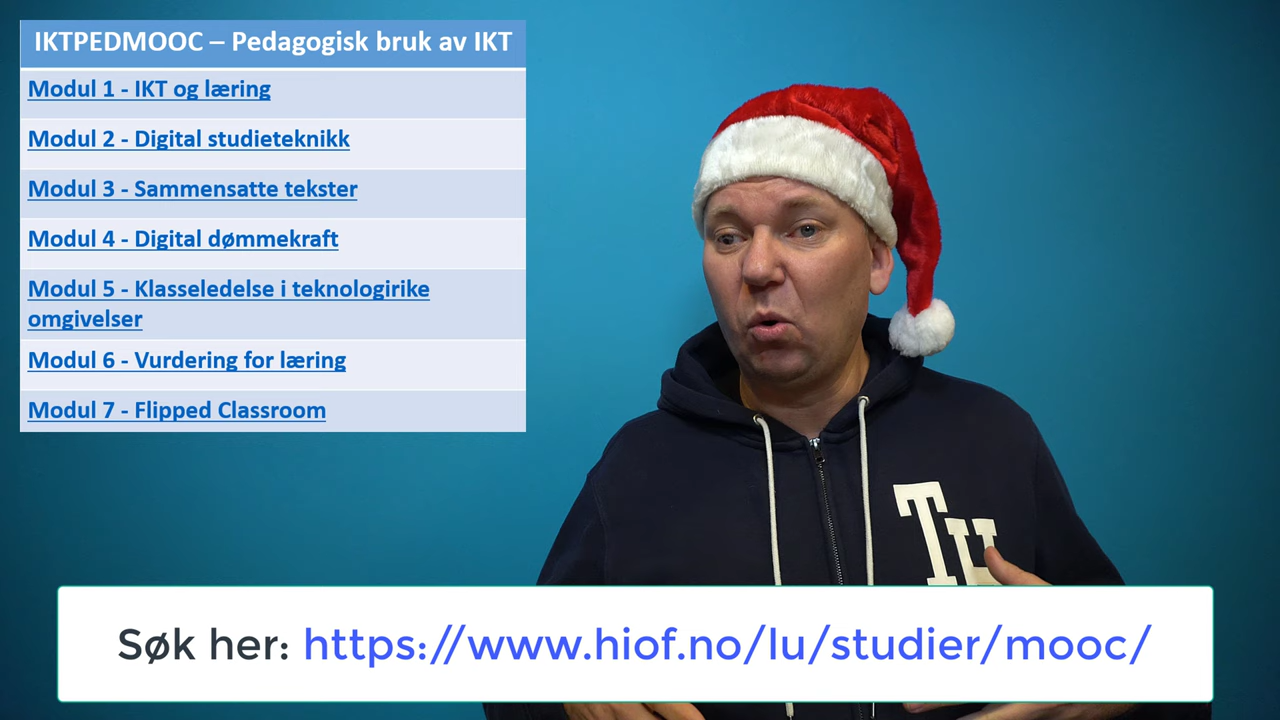 IKTPEDMOOC – Pedagogisk bruk av IKT
Modul 1 - IKT og læring
Modul 2 - Digital studieteknikk
Modul 3 - Sammensatte tekster
Modul 4 - Digital dømmekraft
Modul 5 - Klasseledelse i teknologirike
omgivelser
Modul 6 - Vurdering for læring
Modul 7 - Flipped Classroom
TH
Søk her: https://www.hiof.no/lu/studier/mooc/